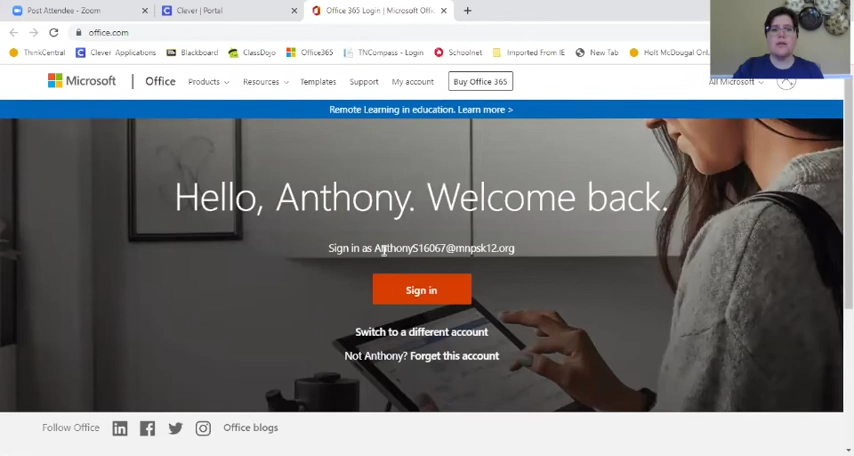 Post Attendee - Zoom
Clever | Portal
Office 365 Login | Microsoft Offic
office.com
ThinkCentral
Clever Applications
Blackboard
ClassDojo
Office365
TNCompass - Login
Schoolnet
Imported From IE
New Tab
Holt McDougal Onl
Microsoft
Office
Products
Resources
Templates
Support
My account
Buy Office 365
All Microsoft
Remote Learning in education. Learn more >
Hello, Anthony. Welcome back.
Sign in as AnthonyS16067@mnpsk12.org
Sign in
Switch to a different account
Not Anthony? Forget this account
Follow Office
Office blogs